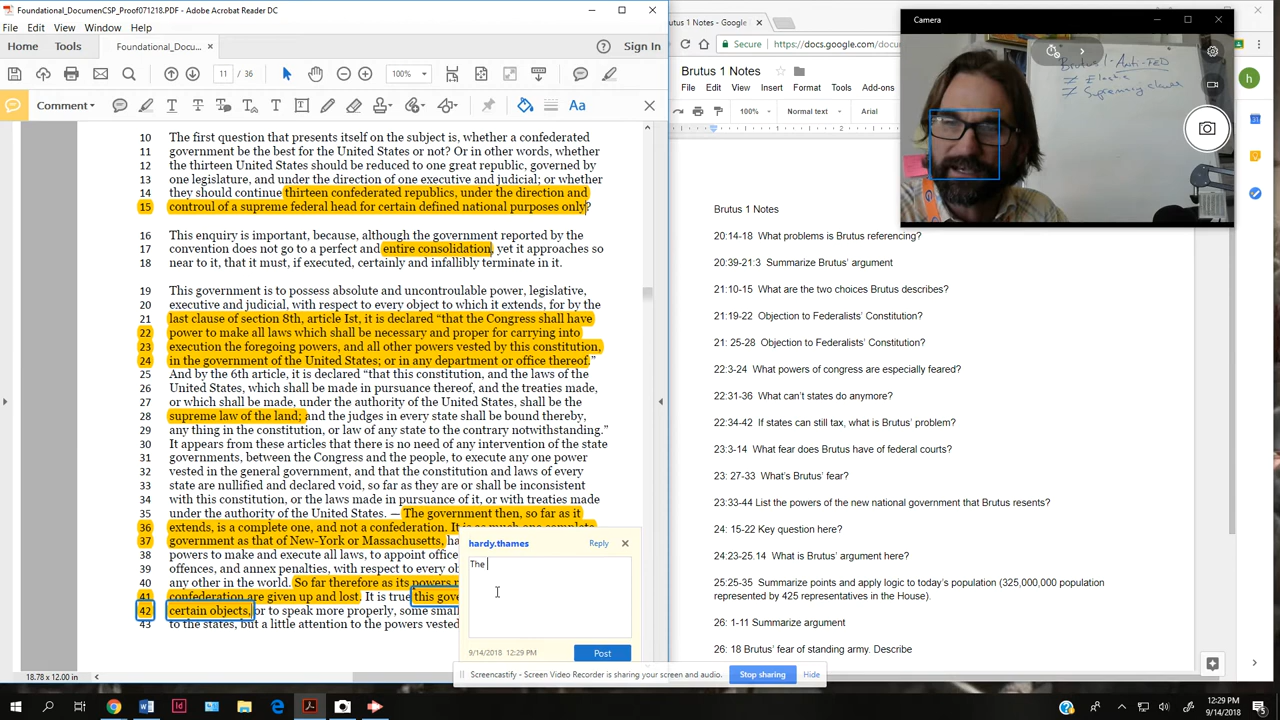 Foundational_DocumenCSP_Proof071218.PDF - Adobe Acrobat Reader DC
File Edit View Window Help
Home Tools Foundational_Docu... × Sign In
11 / 36 100%
Comment
Aa
10 The first question that presents itself on the subject is, whether a confederated
11 government be the best for the United States or not? Or in other words, whether
12 the thirteen United States should be reduced to one great republic, governed by
13 one legislature, and under the direction of one executive and judicial; or whether
14 they should continue thirteen confederated republics, under the direction and
15 controul of a supreme federal head for certain defined national purposes only?
16 This enquiry is important, because, although the government reported by the
17 convention does not go to a perfect and entire consolidation, yet it approaches so
18 near to it, that it must, if executed, certainly and infallibly terminate in it.
19 This government is to possess absolute and uncontroulable power, legislative,
20 executive and judicial, with respect to every object to which it extends, for by the
21 last clause of section 8th, article Ist, it is declared “that the Congress shall have
22 power to make all laws which shall be necessary and proper for carrying into
23 execution the foregoing powers, and all other powers vested by this constitution,
24 in the government of the United States; or in any department or office thereof.”
25 And by the 6th article, it is declared “that this constitution, and the laws of the
26 United States, which shall be made in pursuance thereof, and the treaties made,
27 or which shall be made, under the authority of the United States, shall be the
28 supreme law of the land; and the judges in every state shall be bound thereby,
29 any thing in the constitution, or law of any state to the contrary notwithstanding.”
30 It appears from these articles that there is no need of any intervention of the state
31 governments, between the Congress and the people, to execute any one power
32 vested in the general government, and that the constitution and laws of every
33 state are nullified and declared void, so far as they are or shall be inconsistent
34 with this constitution, or the laws made in pursuance of it, or with treaties made
35 under the authority of the United States. — The government then, so far as it
36 extends, is a complete one, and not a confederation. It is as much one complete
37 government as that of New-York or Massachusetts, ha
38 powers to make and execute all laws, to appoint offic
39 offences, and annex penalties, with respect to every ob
40 any other in the world. So far therefore as its powers r
41 confederation are given up and lost. It is true this gove
42 certain objects, or to speak more properly, some small
43 to the states, but a little attention to the powers vested
18.78 x 12.00 in
hardy.thames Reply
The
9/14/2018 12:29 PM Post
Screencastify - Screen Video Recorder is sharing your screen and audio. Stop sharing Hide
utus 1 Notes - Google ×
Secure https://docs.google.com/
Brutus 1 Notes
File Edit View Insert Format Tools Add-ons
100% Normal text Arial
1 2
h
Camera
Brutus 1 - Anti-FED
≠ Elastic
≠ Supremacy clause
Brutus 1 Notes
20:14-18 What problems is Brutus referencing?
20:39-21:3 Summarize Brutus’ argument
21:10-15 What are the two choices Brutus describes?
21:19-22 Objection to Federalists’ Constitution?
21: 25-28 Objection to Federalists’ Constitution?
22:3-24 What powers of congress are especially feared?
22:31-36 What can’t states do anymore?
22:34-42 If states can still tax, what is Brutus’ problem?
23:3-14 What fear does Brutus have of federal courts?
23: 27-33 What’s Brutus’ fear?
23:33-44 List the powers of the new national government that Brutus resents?
24: 15-22 Key question here?
24:23-25.14 What is Brutus’ argument here?
25:25-35 Summarize points and apply logic to today’s population (325,000,000 population
represented by 425 representatives in the House).
26: 1-11 Summarize argument
26: 18 Brutus’ fear of standing army. Describe
12:29 PM
9/14/2018
5